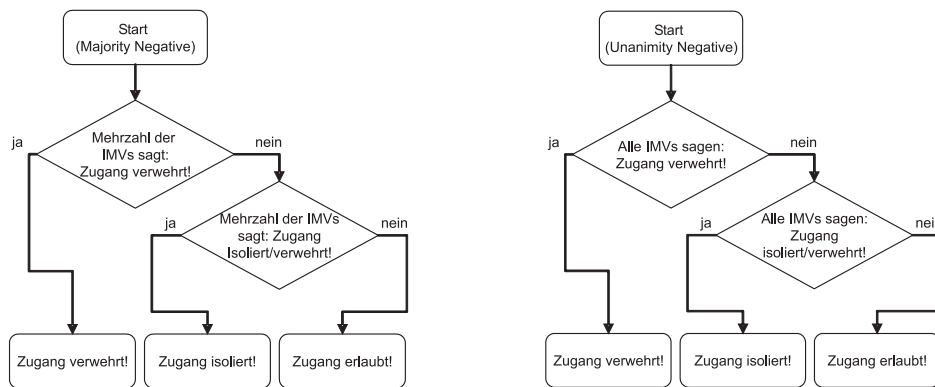 Start
(Majority Negative)
ja
Mehrzahl der
IMVs sagt:
Zugang verwehrt!
nein
ja
Mehrzahl der IMVs
sagt: Zugang
Isoliert/verwehrt!
nein
Zugang verwehrt!
Zugang isoliert!
Zugang erlaubt!
Start
(Unanimity Negative)
ja
Alle IMVs sagen:
Zugang verwehrt!
nein
ja
Alle IMVs sagen:
Zugang
isoliert/verwehrt!
nein
Zugang verwehrt!
Zugang isoliert!
Zugang erlaubt!